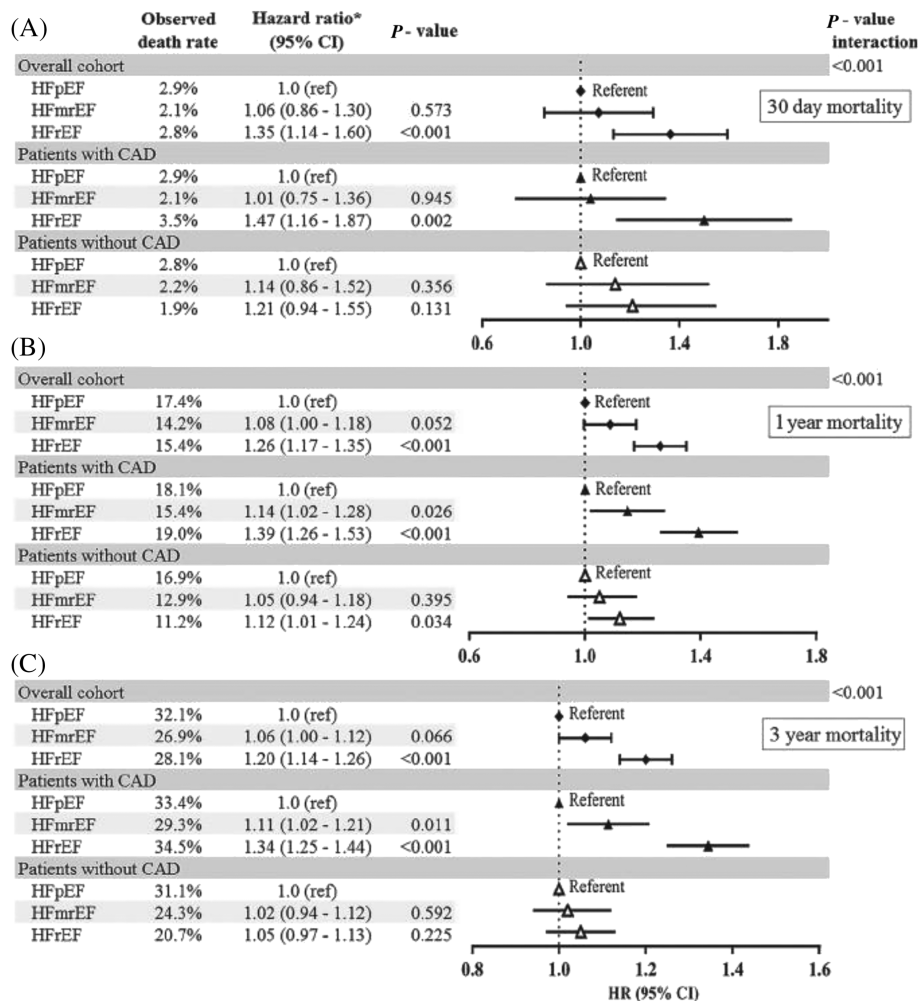 (A) Observed death rate Hazard ratio* (95% CI) P - value P - value interaction
Overall cohort <0.001
HFpEF 2.9% 1.0 (ref) Referent
HFmrEF 2.1% 1.06 (0.86 - 1.30) 0.573 30 day mortality
HFrEF 2.8% 1.35 (1.14 - 1.60) <0.001
Patients with CAD
HFpEF 2.9% 1.0 (ref) Referent
HFmrEF 2.1% 1.01 (0.75 - 1.36) 0.945
HFrEF 3.5% 1.47 (1.16 - 1.87) 0.002
Patients without CAD
HFpEF 2.8% 1.0 (ref) Referent
HFmrEF 2.2% 1.14 (0.86 - 1.52) 0.356
HFrEF 1.9% 1.21 (0.94 - 1.55) 0.131
0.6 1.0 1.4 1.8
(B)
Overall cohort <0.001
HFpEF 17.4% 1.0 (ref) Referent
HFmrEF 14.2% 1.08 (1.00 - 1.18) 0.052 1 year mortality
HFrEF 15.4% 1.26 (1.17 - 1.35) <0.001
Patients with CAD
HFpEF 18.1% 1.0 (ref) Referent
HFmrEF 15.4% 1.14 (1.02 - 1.28) 0.026
HFrEF 19.0% 1.39 (1.26 - 1.53) <0.001
Patients without CAD
HFpEF 16.9% 1.0 (ref) Referent
HFmrEF 12.9% 1.05 (0.94 - 1.18) 0.395
HFrEF 11.2% 1.12 (1.01 - 1.24) 0.034
0.6 1.0 1.4 1.8
(C)
Overall cohort <0.001
HFpEF 32.1% 1.0 (ref) Referent
HFmrEF 26.9% 1.06 (1.00 - 1.12) 0.066 3 year mortality
HFrEF 28.1% 1.20 (1.14 - 1.26) <0.001
Patients with CAD
HFpEF 33.4% 1.0 (ref) Referent
HFmrEF 29.3% 1.11 (1.02 - 1.21) 0.011
HFrEF 34.5% 1.34 (1.25 - 1.44) <0.001
Patients without CAD
HFpEF 31.1% 1.0 (ref) Referent
HFmrEF 24.3% 1.02 (0.94 - 1.12) 0.592
HFrEF 20.7% 1.05 (0.97 - 1.13) 0.225
0.8 1.0 1.2 1.4 1.6
HR (95% CI)